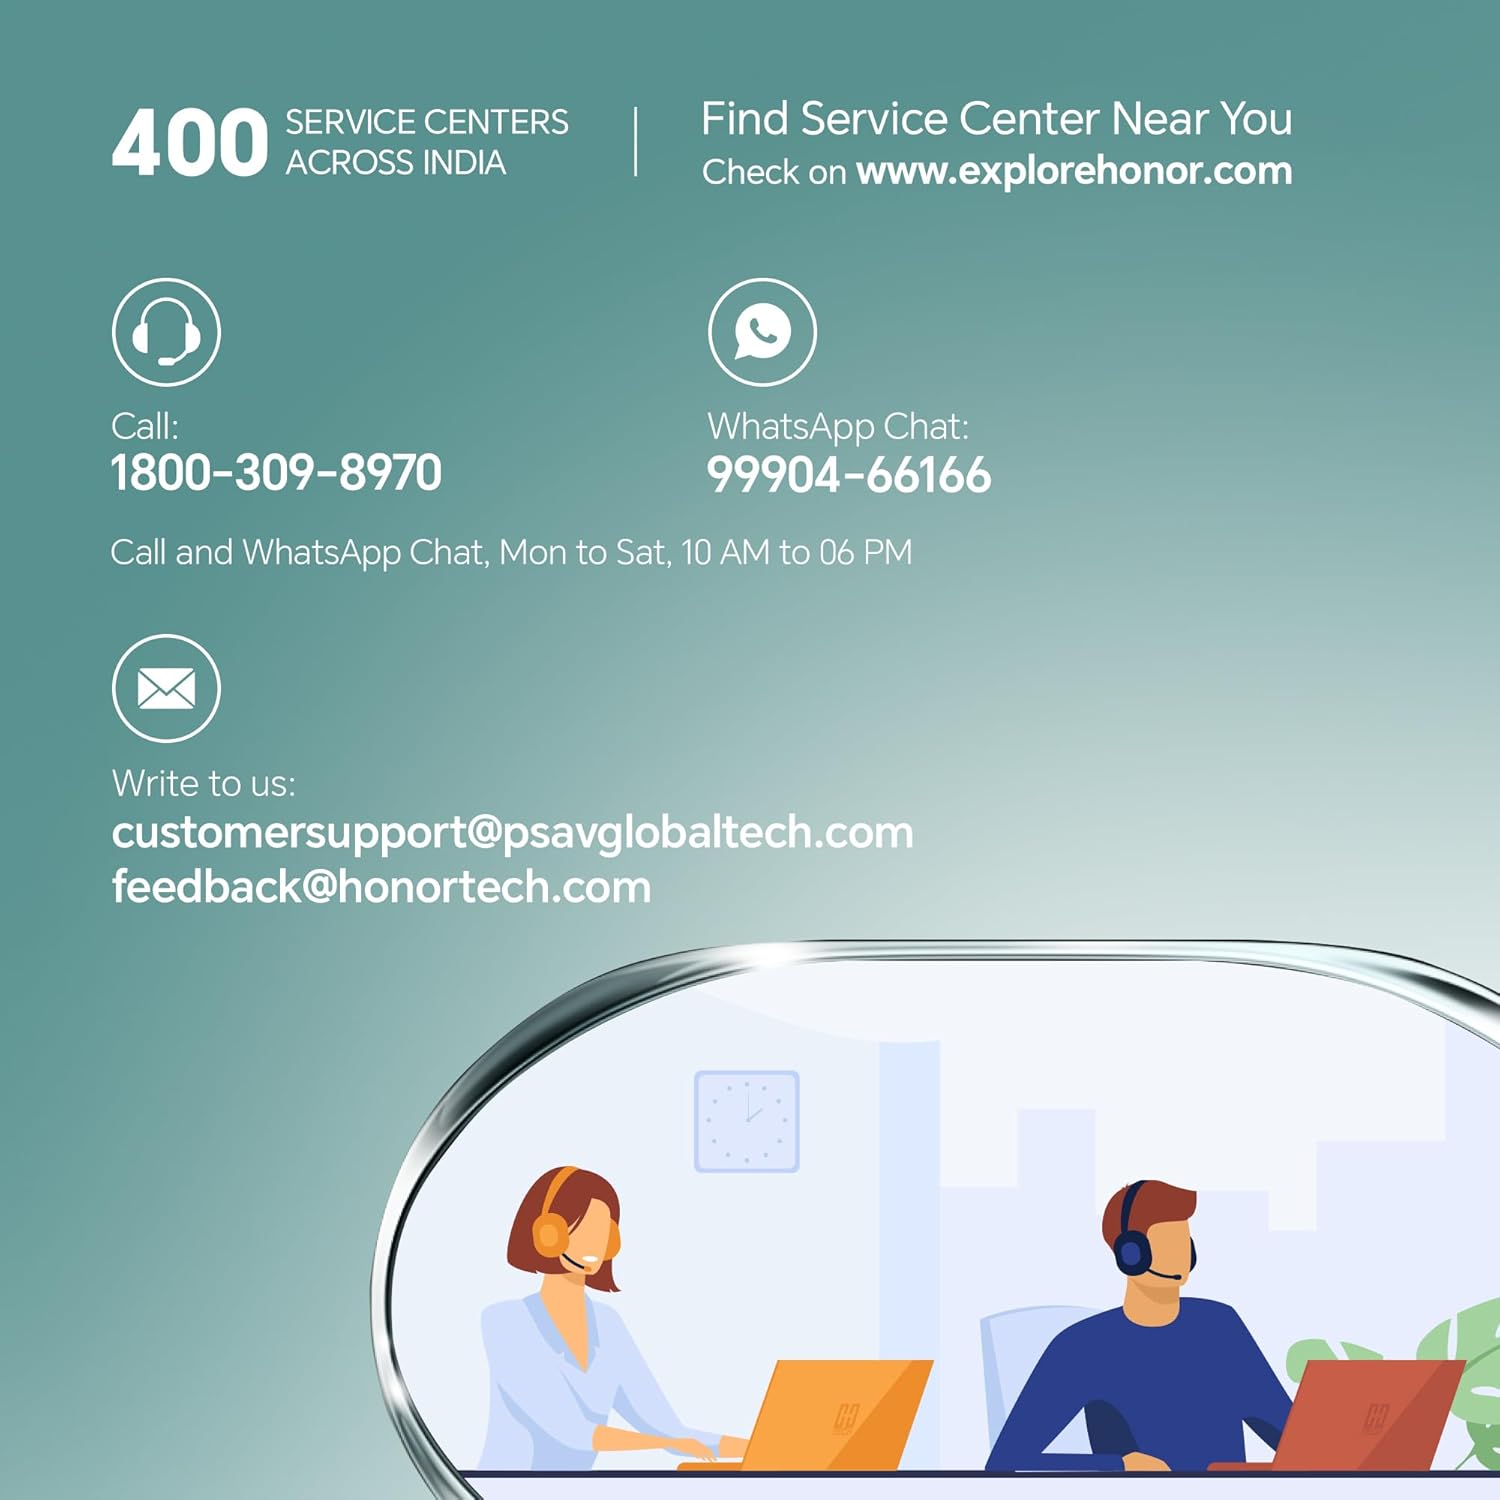 400 SERVICE CENTERS
ACROSS INDIA
Find Service Center Near You
Check on www.explorehonor.com
Call:
1800-309-8970
WhatsApp Chat:
99904-66166
Call and WhatsApp Chat, Mon to Sat, 10 AM to 06 PM
Write to us:
customersupport@psavglobaltech.com
feedback@honortech.com